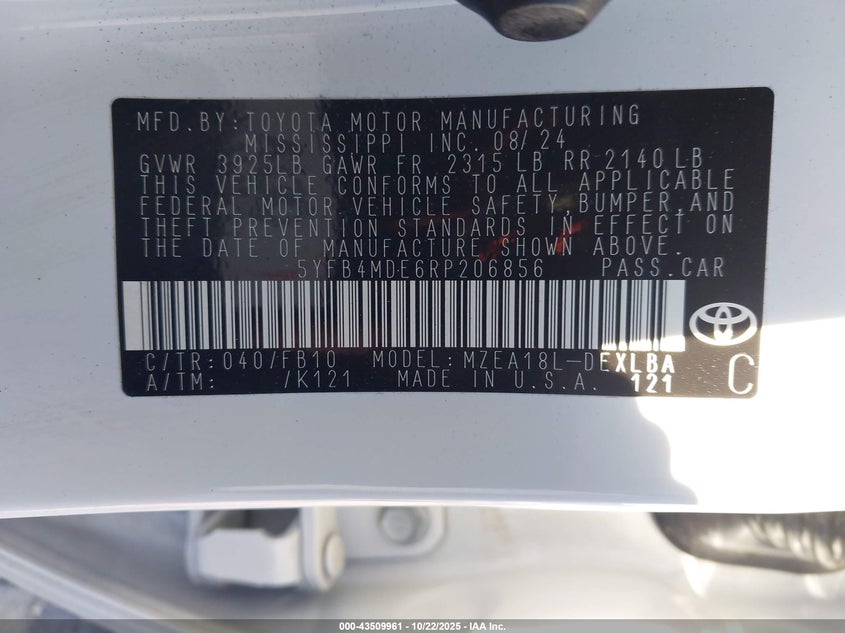 MFD.BY:TOYOTA MOTOR MANUFACTURING
MISSISSIPPI INC. 08/24
GVWR 3925LB GAWR FR 2315 LB RR 2140 LB
THIS VEHICLE CONFORMS TO ALL APPLICABLE
FEDERAL MOTOR VEHICLE SAFETY, BUMPER, AND
THEFT PREVENTION STANDARDS IN EFFECT ON
THE DATE OF MANUFACTURE SHOWN ABOVE.
5YFB4MDE6RP206856 PASS.CAR
C/TR: 040/FB10 MODEL: MZEA18L-DEXLBA
A/TM: /K121 MADE IN U.S.A. 121 C
000-43509961 | 10/22/2025 – IAA Inc.